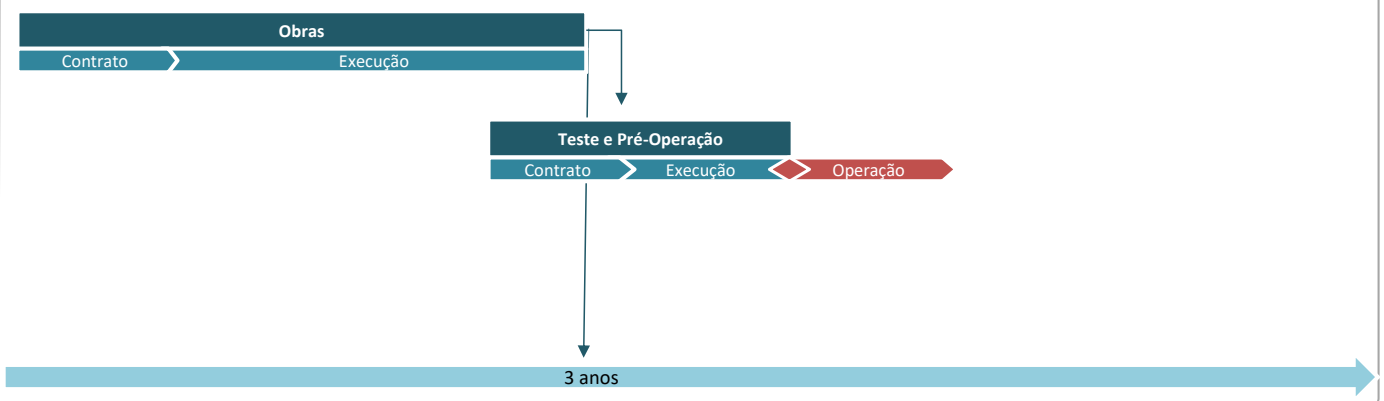 Obras
Contrato Execução
Teste e Pré-Operação
Contrato Execução Operação
3 anos